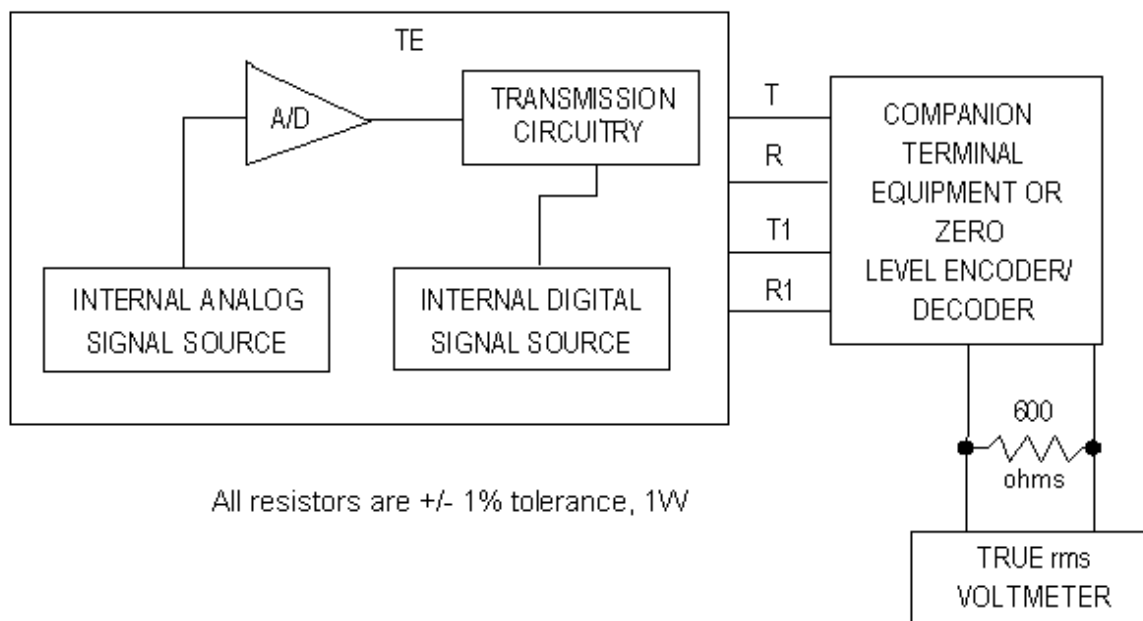 TE
A/D
TRANSMISSION
CIRCUITRY
INTERNAL ANALOG
SIGNAL SOURCE
INTERNAL DIGITAL
SIGNAL SOURCE
T
R
T1
R1
COMPANION
TERMINAL
EQUIPMENT OR
ZERO
LEVEL ENCODER/
DECODER
600
ohms
TRUE rms
VOLTMETER
All resistors are +/- 1% tolerance, 1W